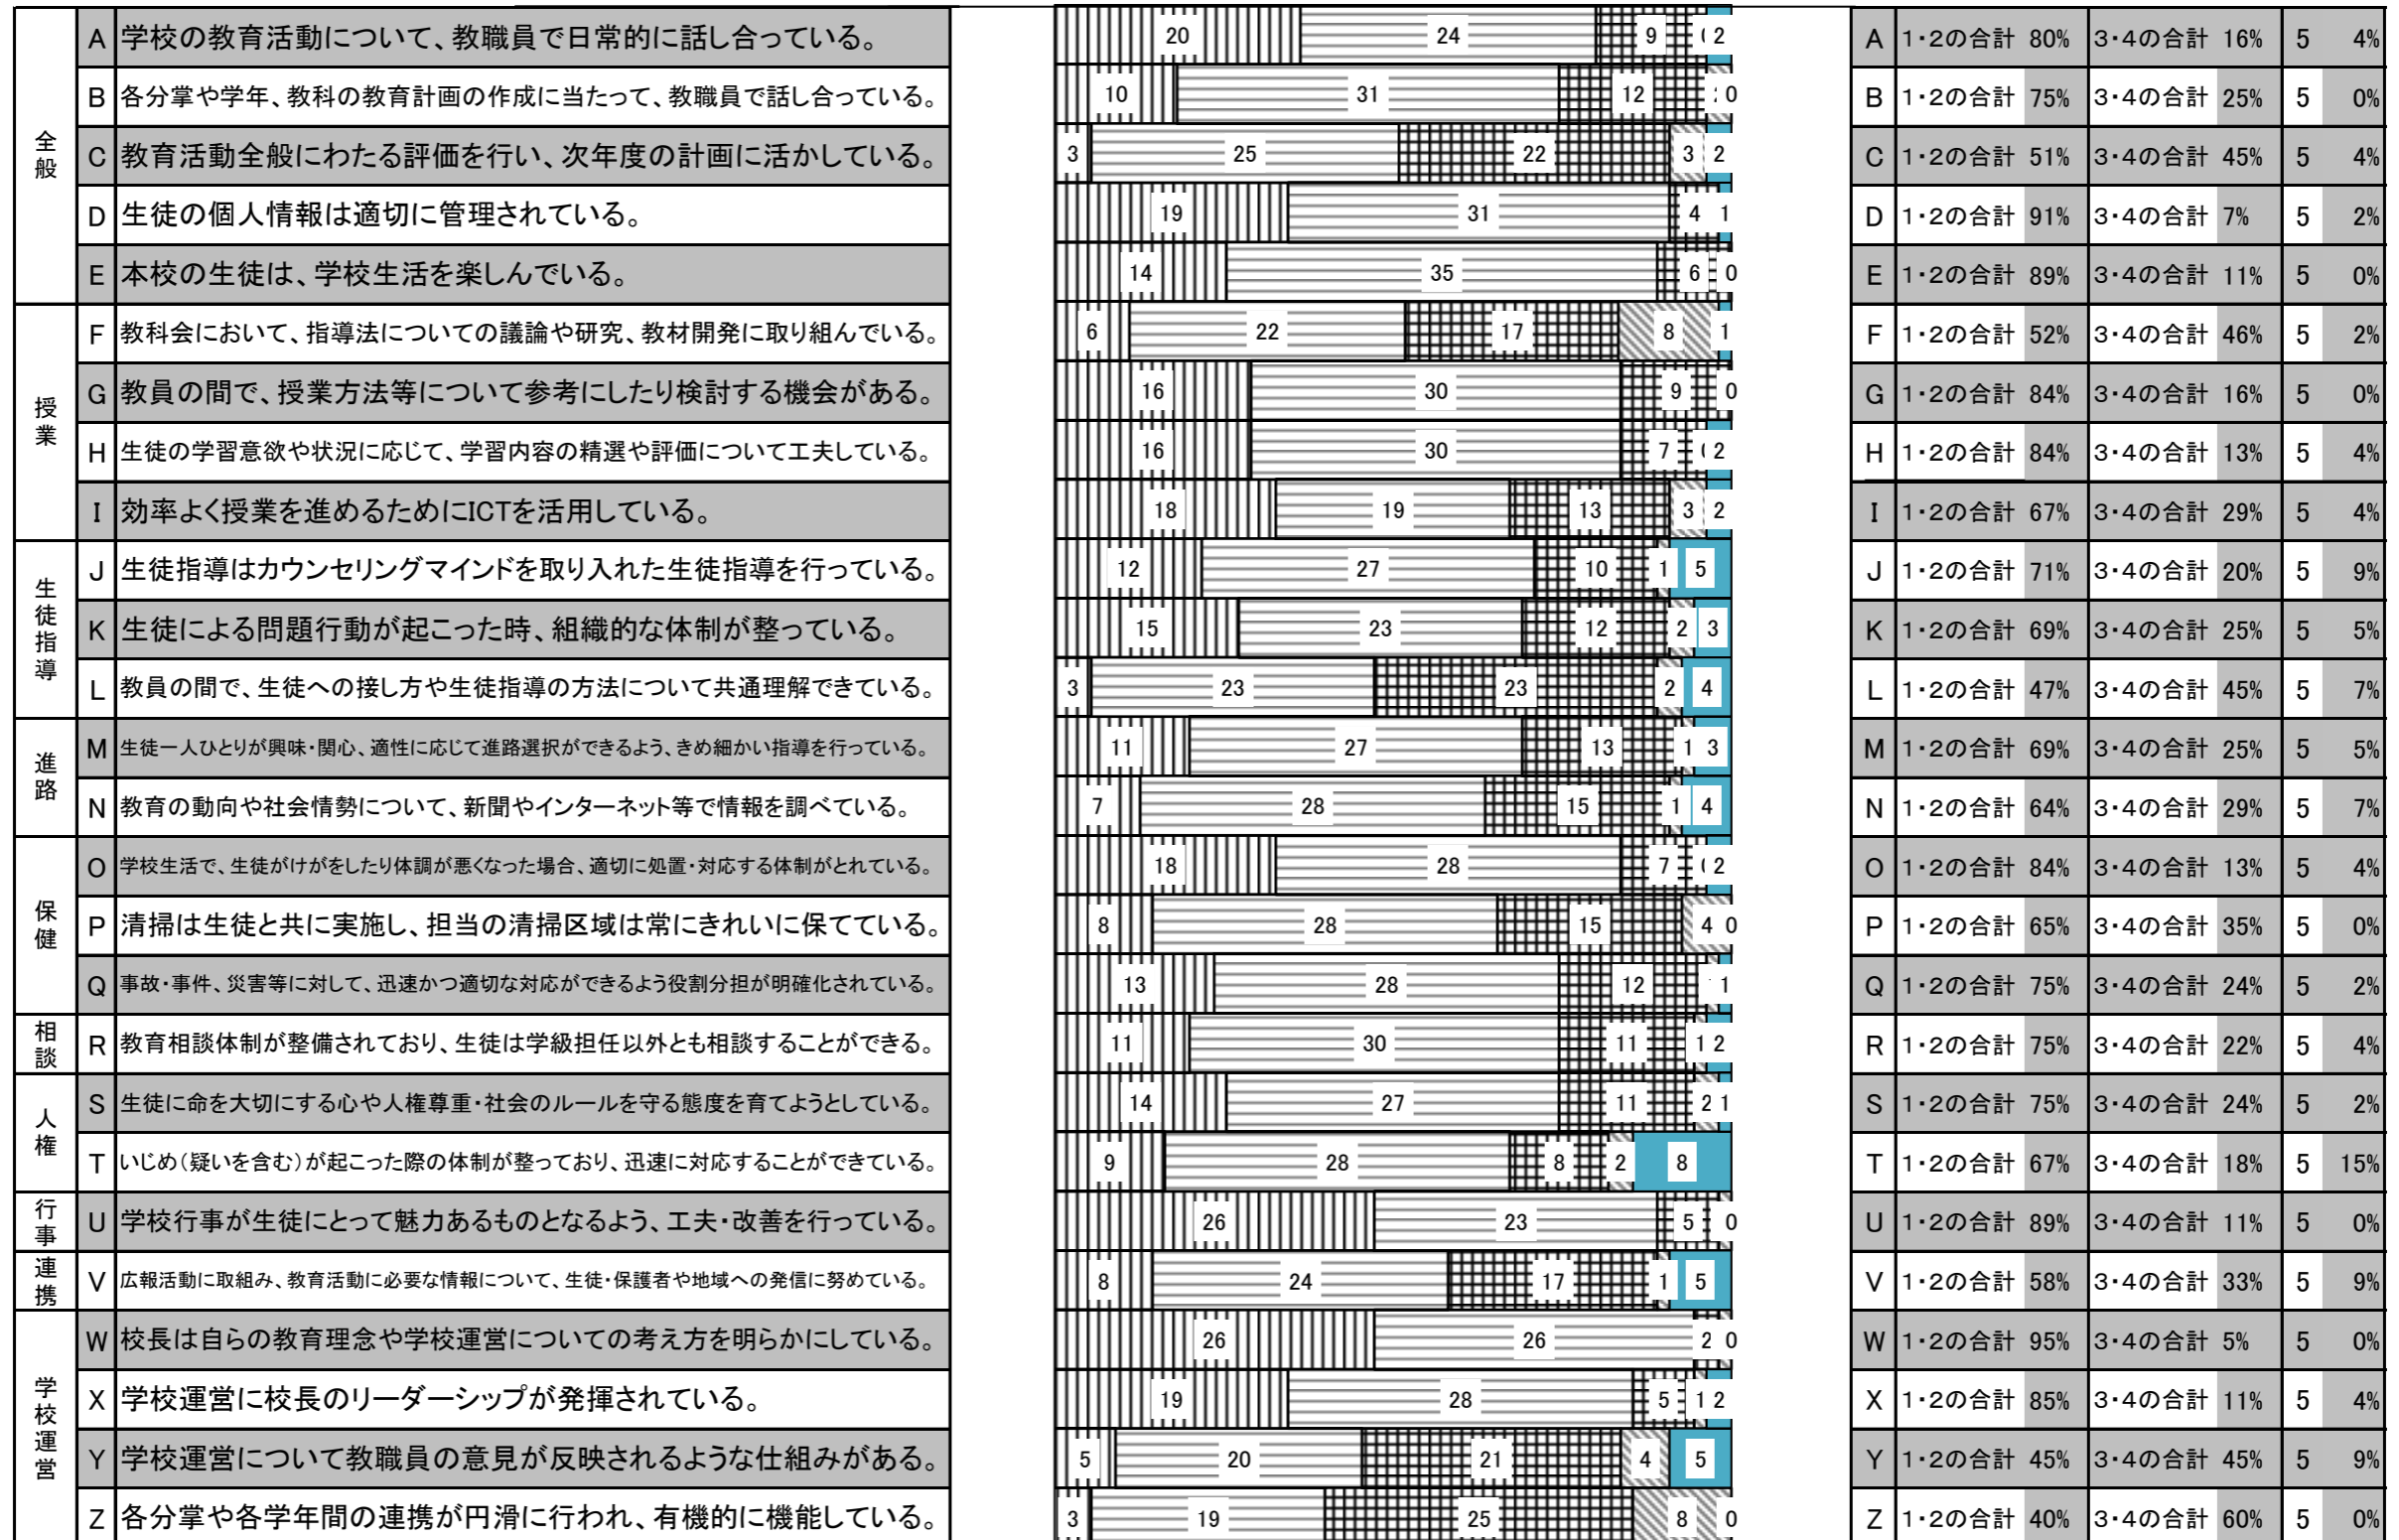 全般
A 学校の教育活動について、教職員で日常的に話し合っている。 20 24 9 2 A 1・2の合計 80% 3・4の合計 16% 5 4%
B 各分掌や学年、教科の教育計画の作成に当たって、教職員で話し合っている。 10 31 12 0 B 1・2の合計 75% 3・4の合計 25% 5 0%
C 教育活動全般にわたる評価を行い、次年度の計画に活かしている。 3 25 22 3 2 C 1・2の合計 51% 3・4の合計 45% 5 4%
D 生徒の個人情報は適切に管理されている。 19 31 4 1 D 1・2の合計 91% 3・4の合計 7% 5 2%
E 本校の生徒は、学校生活を楽しんでいる。 14 35 6 0 E 1・2の合計 89% 3・4の合計 11% 5 0%
授業
F 教科会において、指導法についての議論や研究、教材開発に取り組んでいる。 6 22 17 8 1 F 1・2の合計 52% 3・4の合計 46% 5 2%
G 教員の間で、授業方法等について参考にしたり検討する機会がある。 16 30 9 0 G 1・2の合計 84% 3・4の合計 16% 5 0%
H 生徒の学習意欲や状況に応じて、学習内容の精選や評価について工夫している。 16 30 7 2 H 1・2の合計 84% 3・4の合計 13% 5 4%
I 効率よく授業を進めるためにICTを活用している。 18 19 13 3 2 I 1・2の合計 67% 3・4の合計 29% 5 4%
生徒指導
J 生徒指導はカウンセリングマインドを取り入れた生徒指導を行っている。 12 27 10 1 5 J 1・2の合計 71% 3・4の合計 20% 5 9%
K 生徒による問題行動が起こった時、組織的な体制が整っている。 15 23 12 2 3 K 1・2の合計 69% 3・4の合計 25% 5 5%
L 教員の間で、生徒への接し方や生徒指導の方法について共通理解できている。 3 23 23 2 4 L 1・2の合計 47% 3・4の合計 45% 5 7%
進路
M 生徒一人ひとりが興味・関心、適性に応じて進路選択ができるよう、きめ細かい指導を行っている。 11 27 13 1 3 M 1・2の合計 69% 3・4の合計 25% 5 5%
N 教育の動向や社会情勢について、新聞やインターネット等で情報を調べている。 7 28 15 1 4 N 1・2の合計 64% 3・4の合計 29% 5 7%
保健
O 学校生活で、生徒がけがをしたり体調が悪くなった場合、適切に処置・対応する体制がとれている。 18 28 7 2 O 1・2の合計 84% 3・4の合計 13% 5 4%
P 清掃は生徒と共に実施し、担当の清掃区域は常にきれいに保てている。 8 28 15 4 0 P 1・2の合計 65% 3・4の合計 35% 5 0%
Q 事故・事件、災害等に対して、迅速かつ適切な対応ができるよう役割分担が明確化されている。 13 28 12 1 Q 1・2の合計 75% 3・4の合計 24% 5 2%
相談
R 教育相談体制が整備されており、生徒は学級担任以外とも相談することができる。 11 30 11 1 2 R 1・2の合計 75% 3・4の合計 22% 5 4%
人権
S 生徒に命を大切にする心や人権尊重・社会のルールを守る態度を育てようとしている。 14 27 11 2 1 S 1・2の合計 75% 3・4の合計 24% 5 2%
T いじめ(疑いを含む)が起こった際の体制が整っており、迅速に対応することができている。 9 28 8 2 8 T 1・2の合計 67% 3・4の合計 18% 5 15%
行事
U 学校行事が生徒にとって魅力あるものとなるよう、工夫・改善を行っている。 26 23 5 0 U 1・2の合計 89% 3・4の合計 11% 5 0%
連携
V 広報活動に取組み、教育活動に必要な情報について、生徒・保護者や地域への発信に努めている。 8 24 17 1 5 V 1・2の合計 58% 3・4の合計 33% 5 9%
学校運営
W 校長は自らの教育理念や学校運営についての考え方を明らかにしている。 26 26 2 0 W 1・2の合計 95% 3・4の合計 5% 5 0%
X 学校運営に校長のリーダーシップが発揮されている。 19 28 5 1 2 X 1・2の合計 85% 3・4の合計 11% 5 4%
Y 学校運営について教職員の意見が反映されるような仕組みがある。 5 20 21 4 5 Y 1・2の合計 45% 3・4の合計 45% 5 9%
Z 各分掌や各学年間の連携が円滑に行われ、有機的に機能している。 3 19 25 8 0 Z 1・2の合計 40% 3・4の合計 60% 5 0%